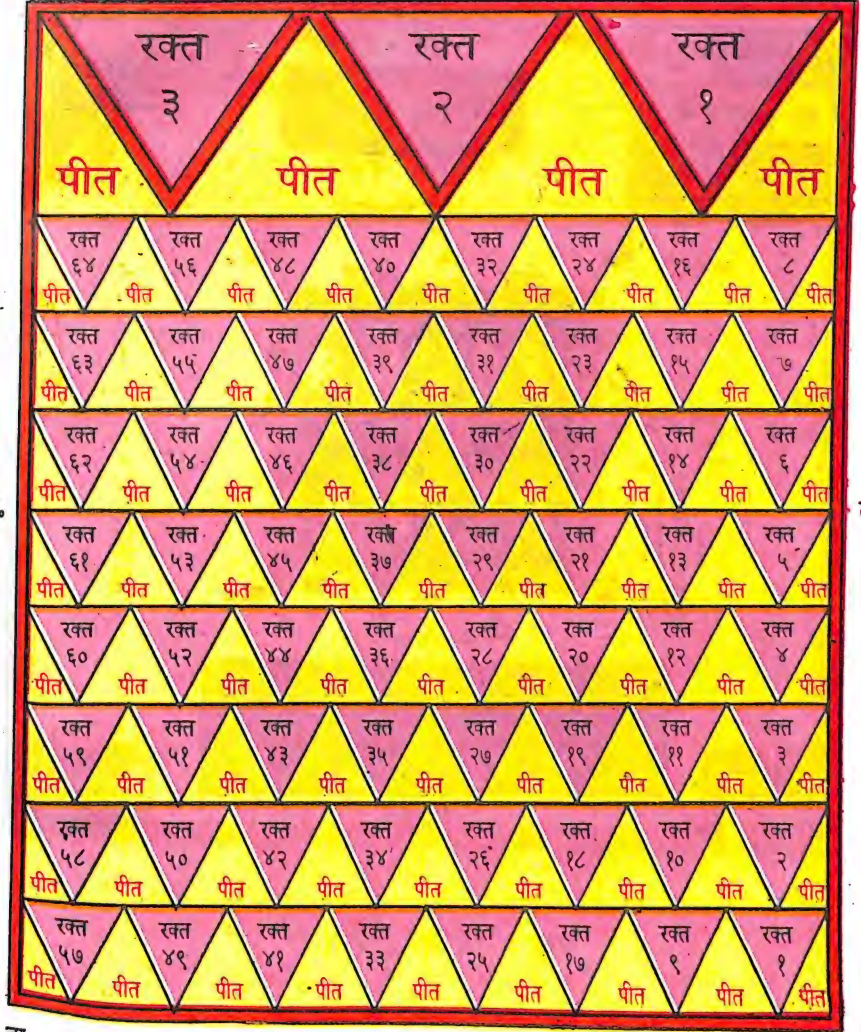 रक्त रक्त रक्त
३ २ १
पीत पीत पीत पीत
रक्त रक्त रक्त रक्त रक्त रक्त रक्त रक्त
६४ ५६ ४८ ४० ३२ २४ १६ ८
पीत पीत पीत पीत पीत पीत पीत पीत पीत
रक्त रक्त रक्त रक्त रक्त रक्त रक्त रक्त
६३ ५५ ४७ ३९ ३१ २३ १५ ७
पीत पीत पीत पीत पीत पीत पीत पीत पीत
रक्त रक्त रक्त रक्त रक्त रक्त रक्त रक्त
६२ ५४ ४६ ३८ ३० २२ १४ ६
पीत पीत पीत पीत पीत पीत पीत पीत पीत
रक्त रक्त रक्त रक्त रक्त रक्त रक्त रक्त
६१ ५३ ४५ ३७ २९ २१ १३ ५
पीत पीत पीत पीत पीत पीत पीत पीत पीत
रक्त रक्त रक्त रक्त रक्त रक्त रक्त रक्त
६० ५२ ४४ ३६ २८ २० १२ ४
पीत पीत पीत पीत पीत पीत पीत पीत पीत
रक्त रक्त रक्त रक्त रक्त रक्त रक्त रक्त
५९ ५१ ४३ ३५ २७ १९ ११ ३
पीत पीत पीत पीत पीत पीत पीत पीत पीत
रक्त रक्त रक्त रक्त रक्त रक्त रक्त रक्त
५८ ५० ४२ ३४ २६ १८ १० २
पीत पीत पीत पीत पीत पीत पीत पीत पीत
रक्त रक्त रक्त रक्त रक्त रक्त रक्त रक्त
५७ ४९ ४१ ३३ २५ १७ ९ १
पीत पीत पीत पीत पीत पीत पीत पीत पीत